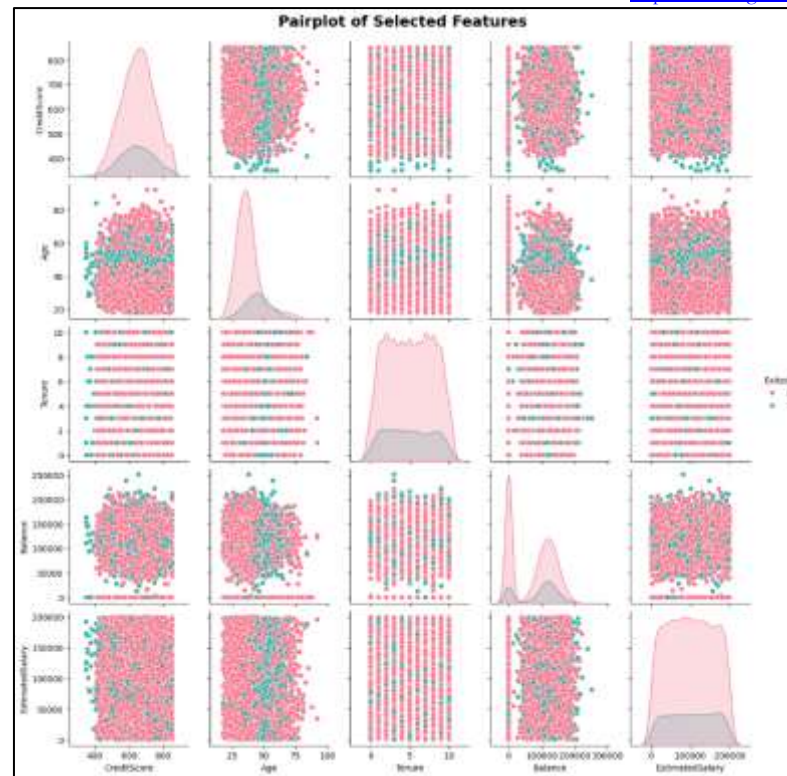 Pairplot of Selected Features
CreditScore
800
700
600
500
400
Age
80
60
40
20
Tenure
10
8
6
4
2
0
Balance
250000
200000
150000
100000
50000
0
EstimatedSalary
200000
150000
100000
50000
0
400 600 800
25 50 75 100
0 5 10
0 100000 200000 300000
0 100000 200000
CreditScore Age Tenure Balance EstimatedSalary